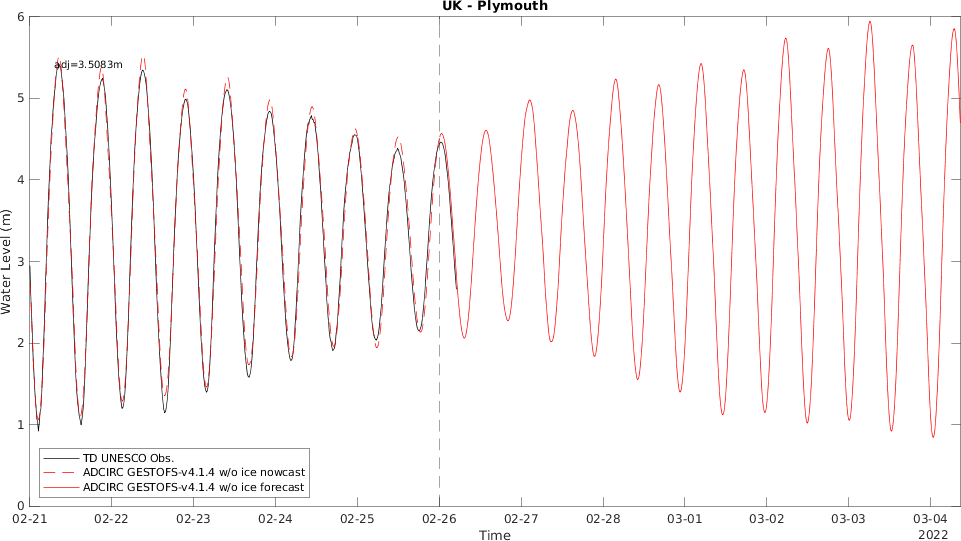 UK - Plymouth
adj=3.5083m
6
5
4
3
2
1
0
Water Level (m)
TD UNESCO Obs.
ADCIRC GESTOFS-v4.1.4 w/o ice nowcast
ADCIRC GESTOFS-v4.1.4 w/o ice forecast
02-21 02-22 02-23 02-24 02-25 02-26 02-27 02-28 03-01 03-02 03-03 03-04
Time
2022